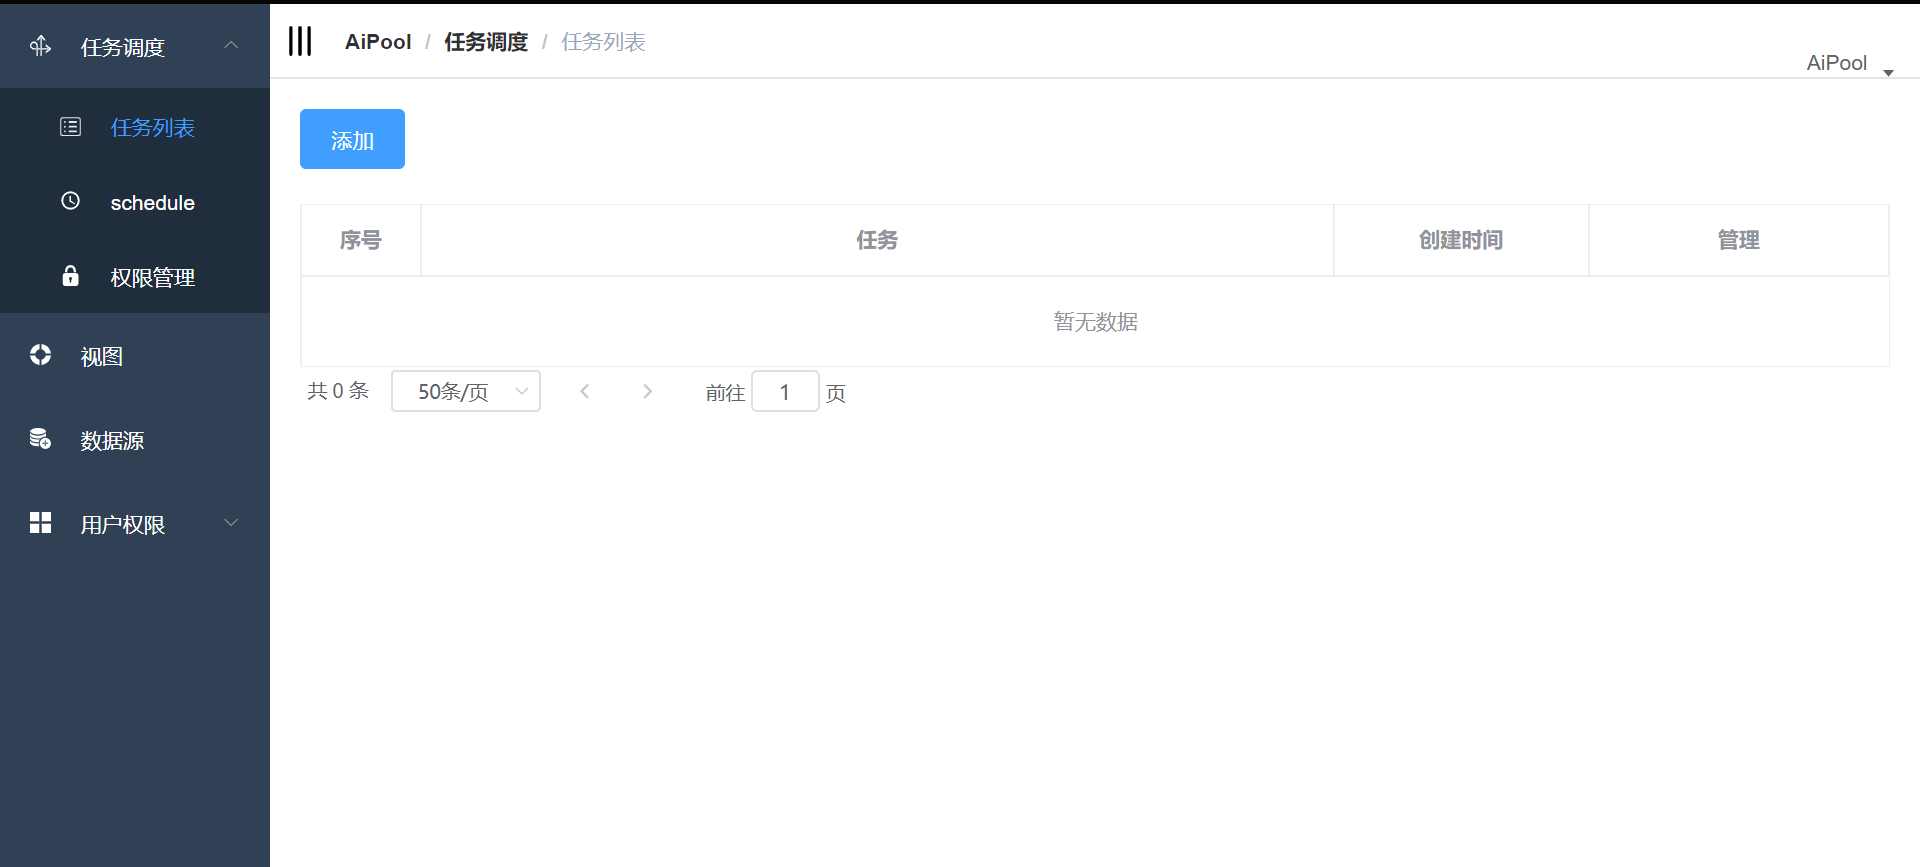 任务调度
任务列表
schedule
权限管理
视图
数据源
用户权限
AiPool / 任务调度 / 任务列表
AiPool
添加
序号 任务 创建时间 管理
暂无数据
共 0 条 50条/页 前往 1 页